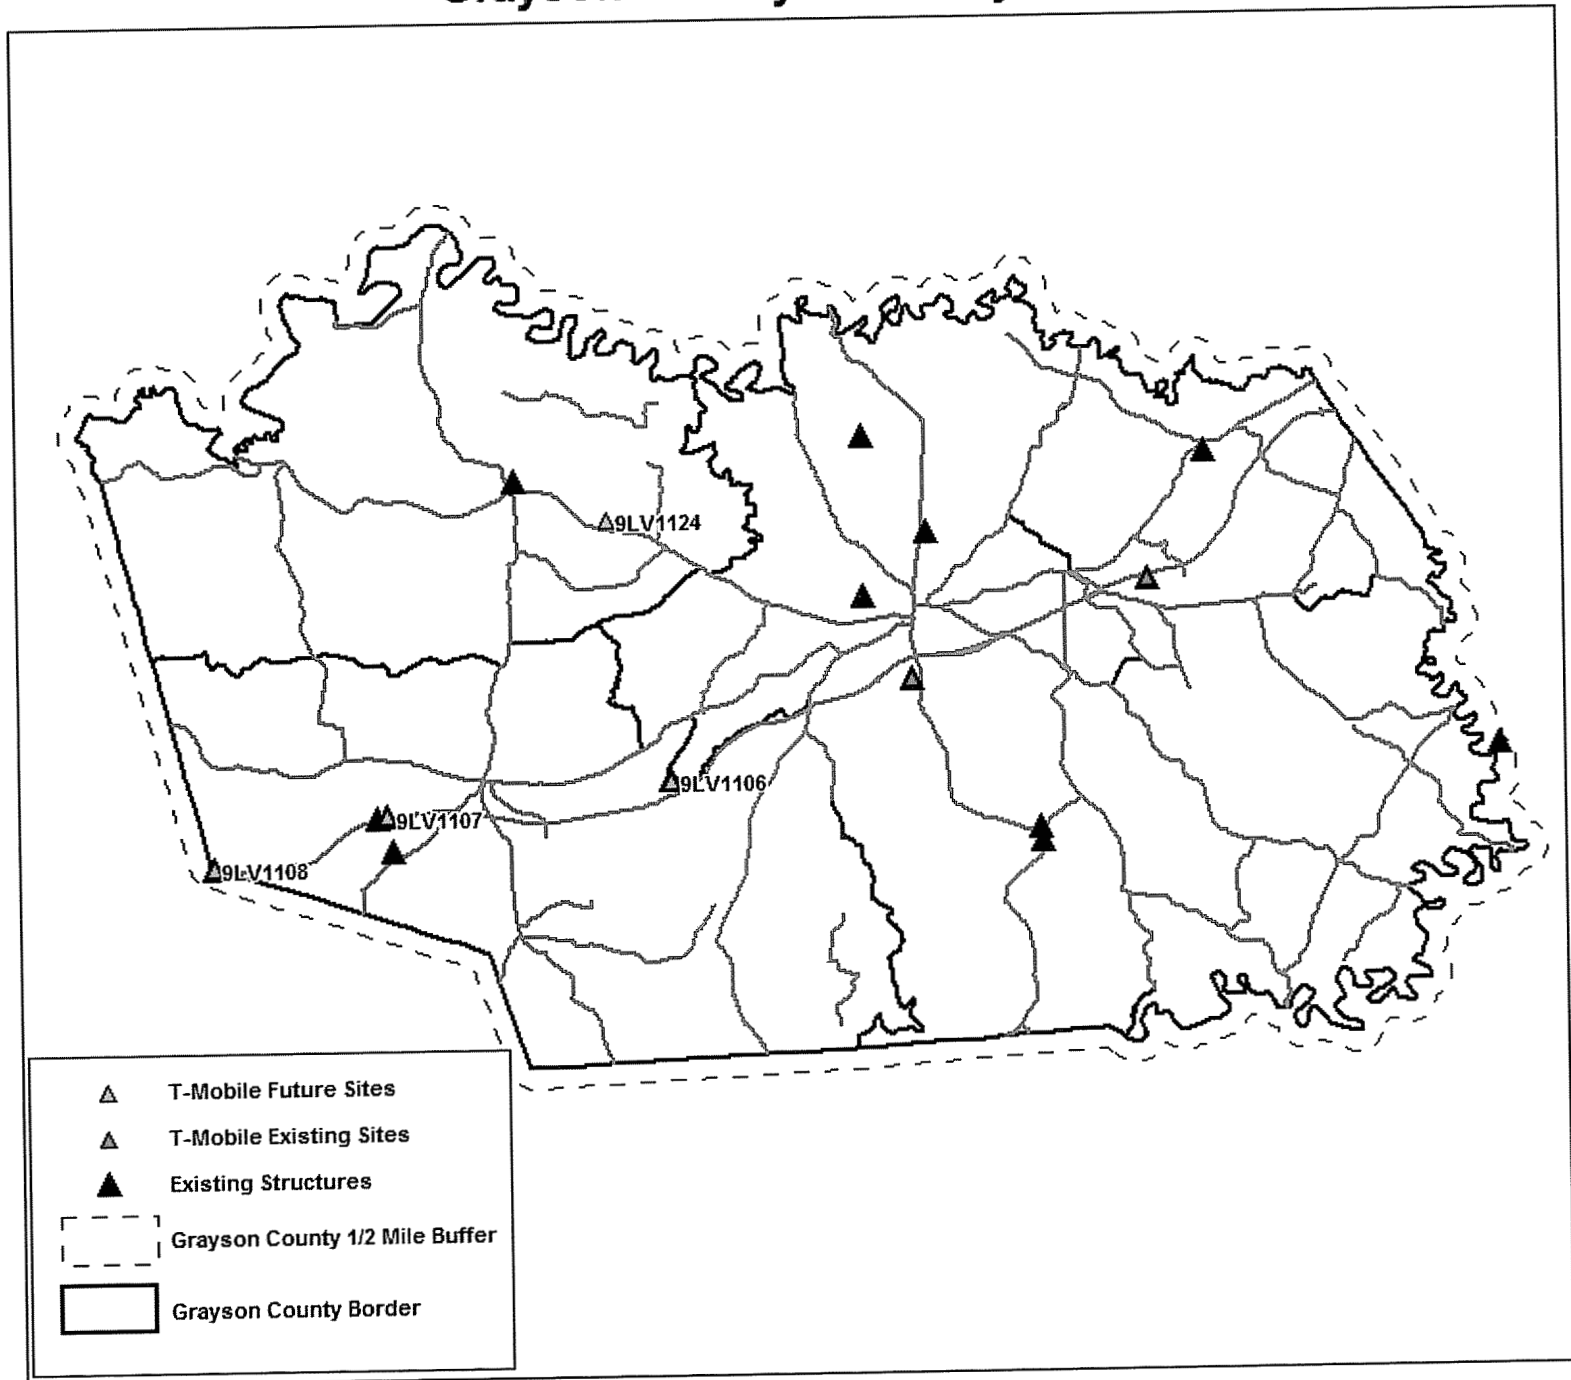 9LV1124
9LV1106
9LV1107
9LV1108
T-Mobile Future Sites
T-Mobile Existing Sites
Existing Structures
Grayson County 1/2 Mile Buffer
Grayson County Border